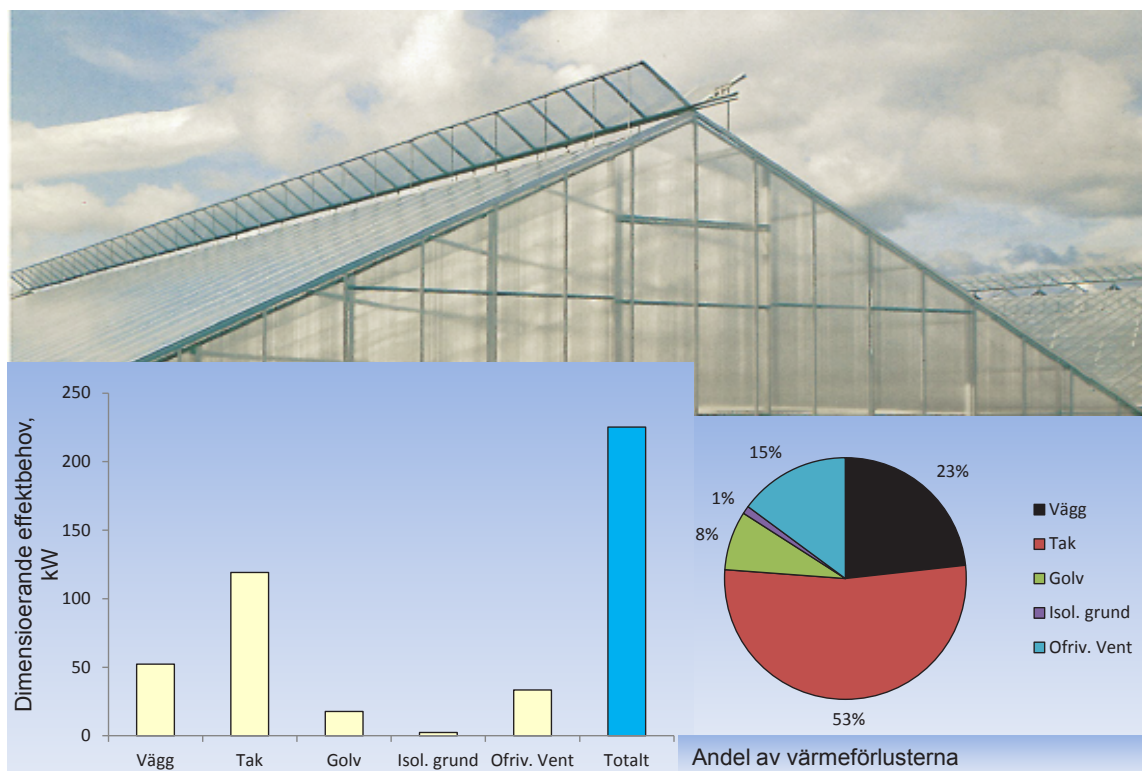 Dimensioerande effektbehov,
kW
250
200
150
100
50
0
Vägg Tak Golv Isol. grund Ofriv. Vent Totalt
15%
23%
1%
8%
53%
Vägg
Tak
Golv
Isol. grund
Ofriv. Vent
Andel av värmeförlusterna